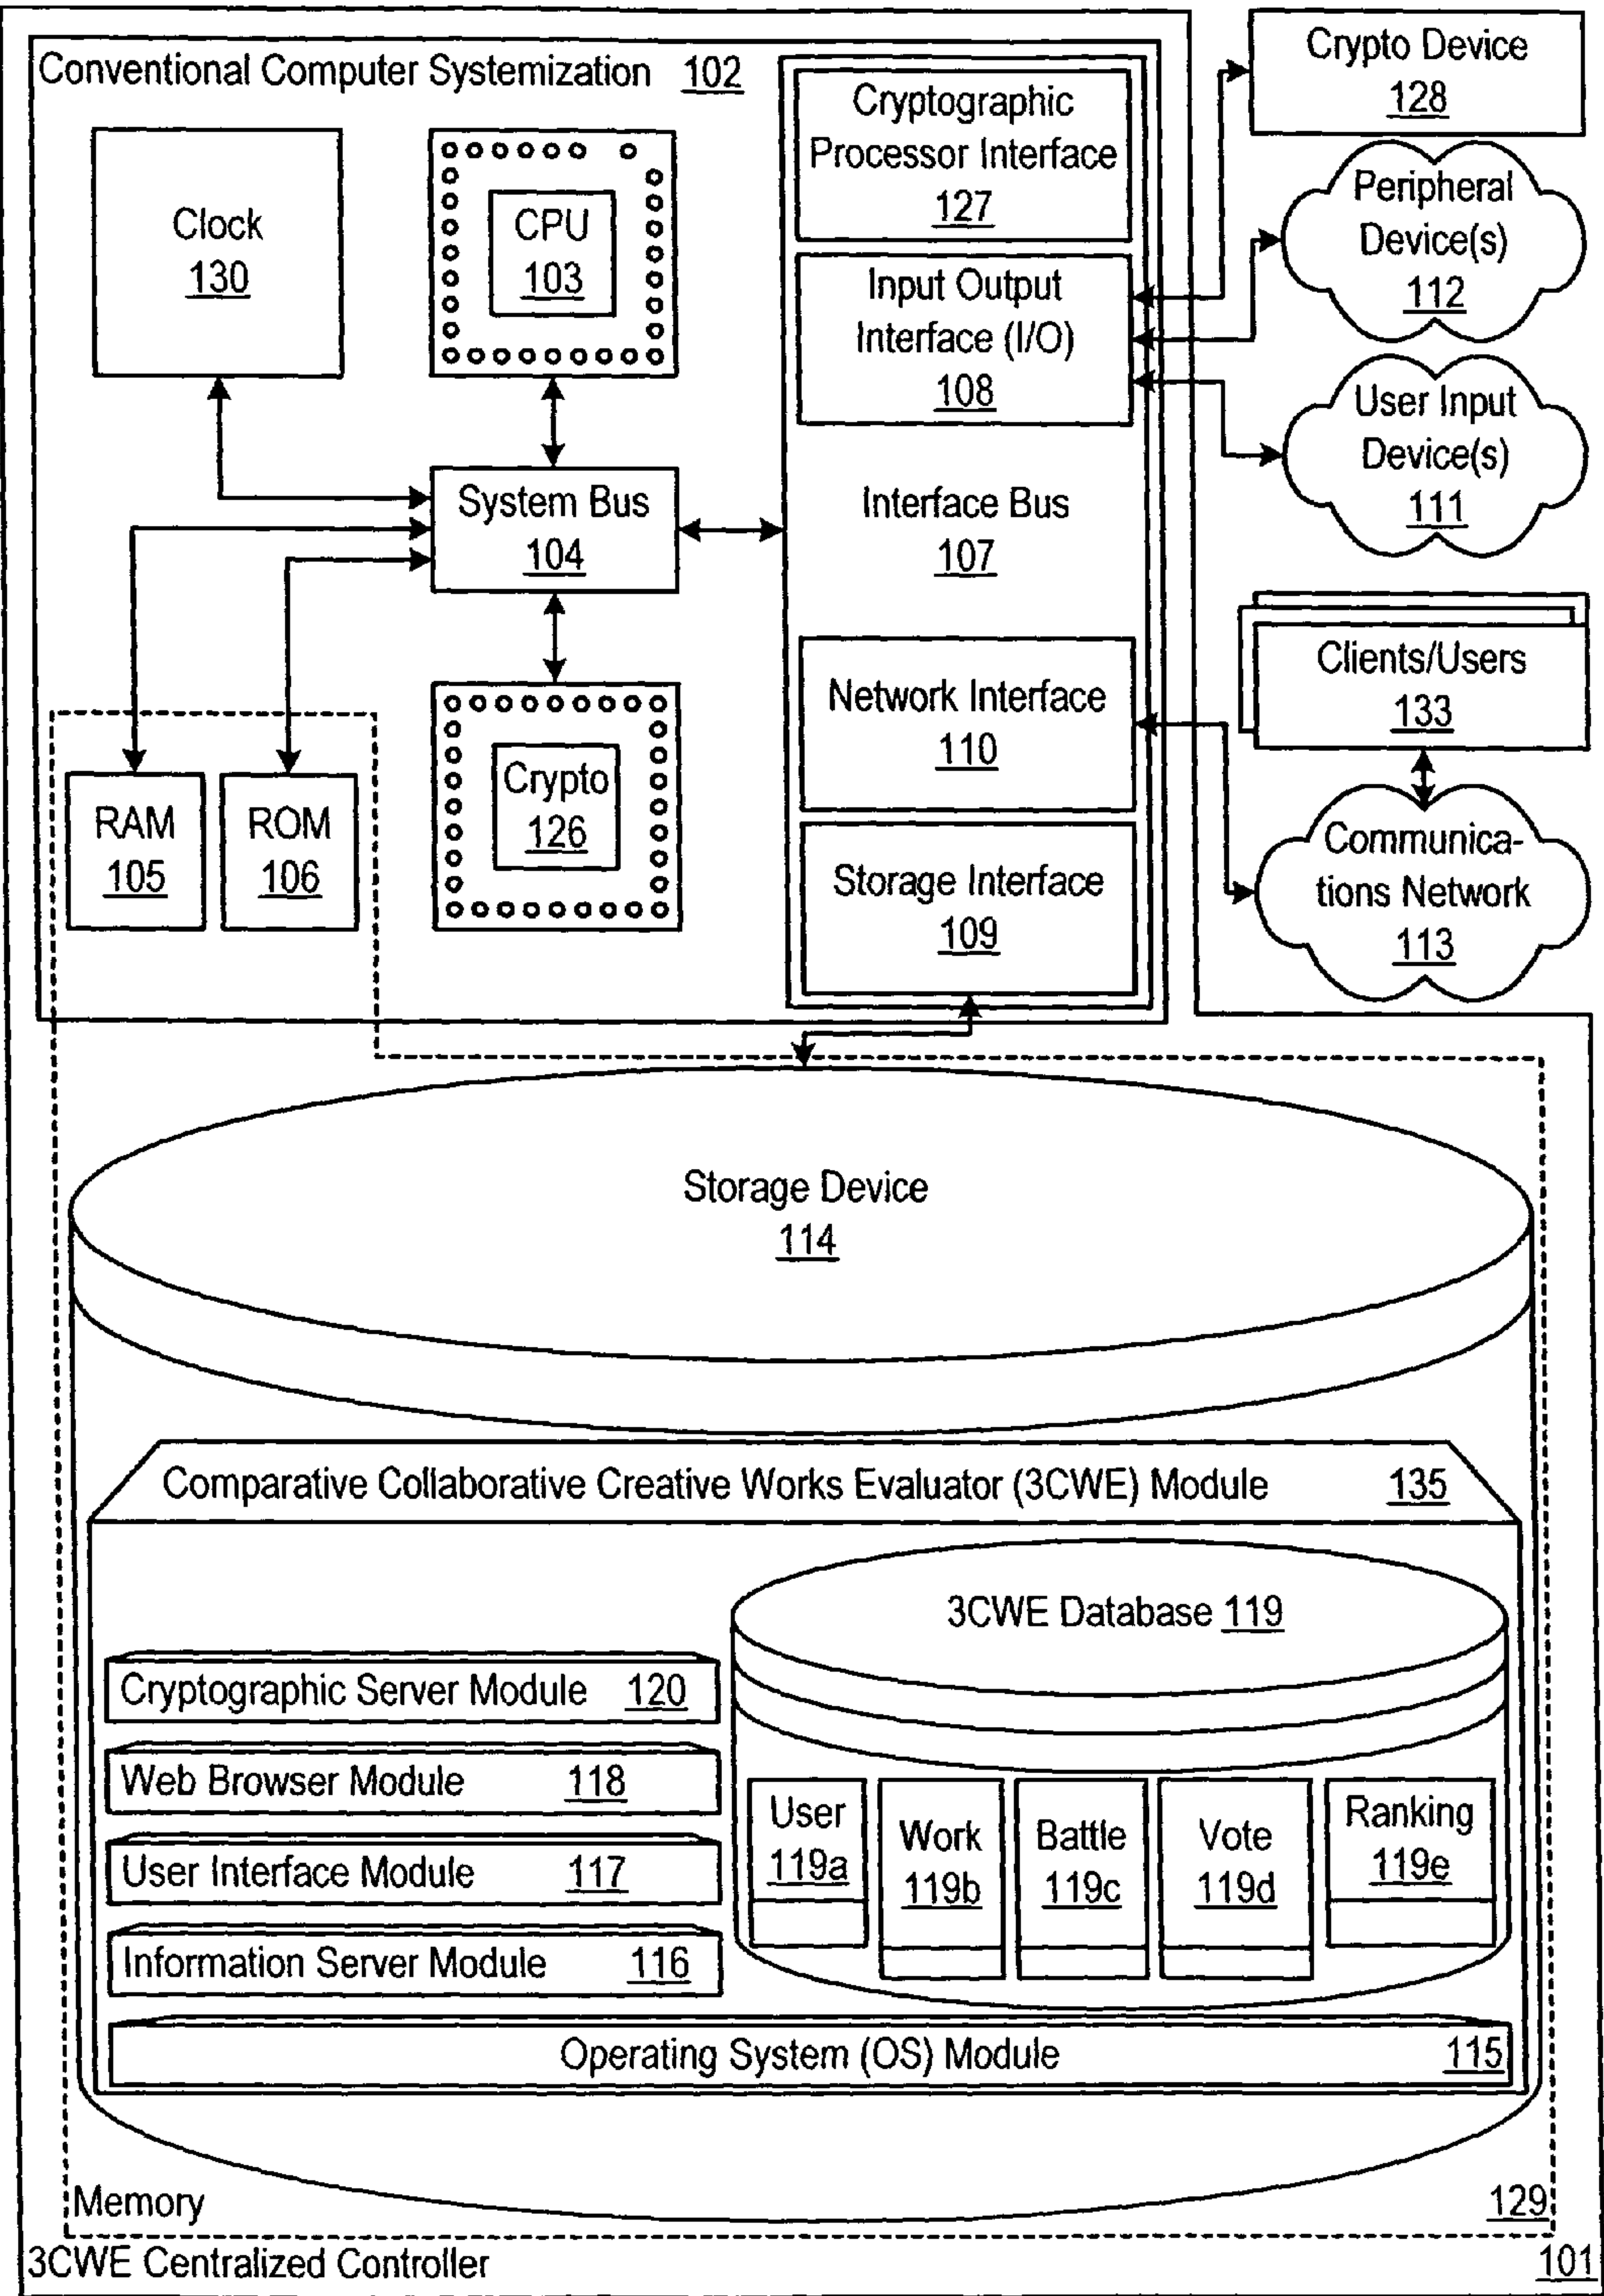 Conventional Computer Systemization 102
Clock
130
CPU
103
System Bus
104
RAM
105
ROM
106
Crypto
126
Cryptographic
Processor Interface
127
Input Output
Interface (I/O)
108
Interface Bus
107
Network Interface
110
Storage Interface
109
Crypto Device
128
Peripheral
Device(s)
112
User Input
Device(s)
111
Clients/Users
133
Communica-
tions Network
113
Storage Device
114
Comparative Collaborative Creative Works Evaluator (3CWE) Module 135
3CWE Database 119
Cryptographic Server Module 120
Web Browser Module 118
User Interface Module 117
Information Server Module 116
User
119a
Work
119b
Battle
119c
Vote
119d
Ranking
119e
Operating System (OS) Module 115
Memory 129
3CWE Centralized Controller 101